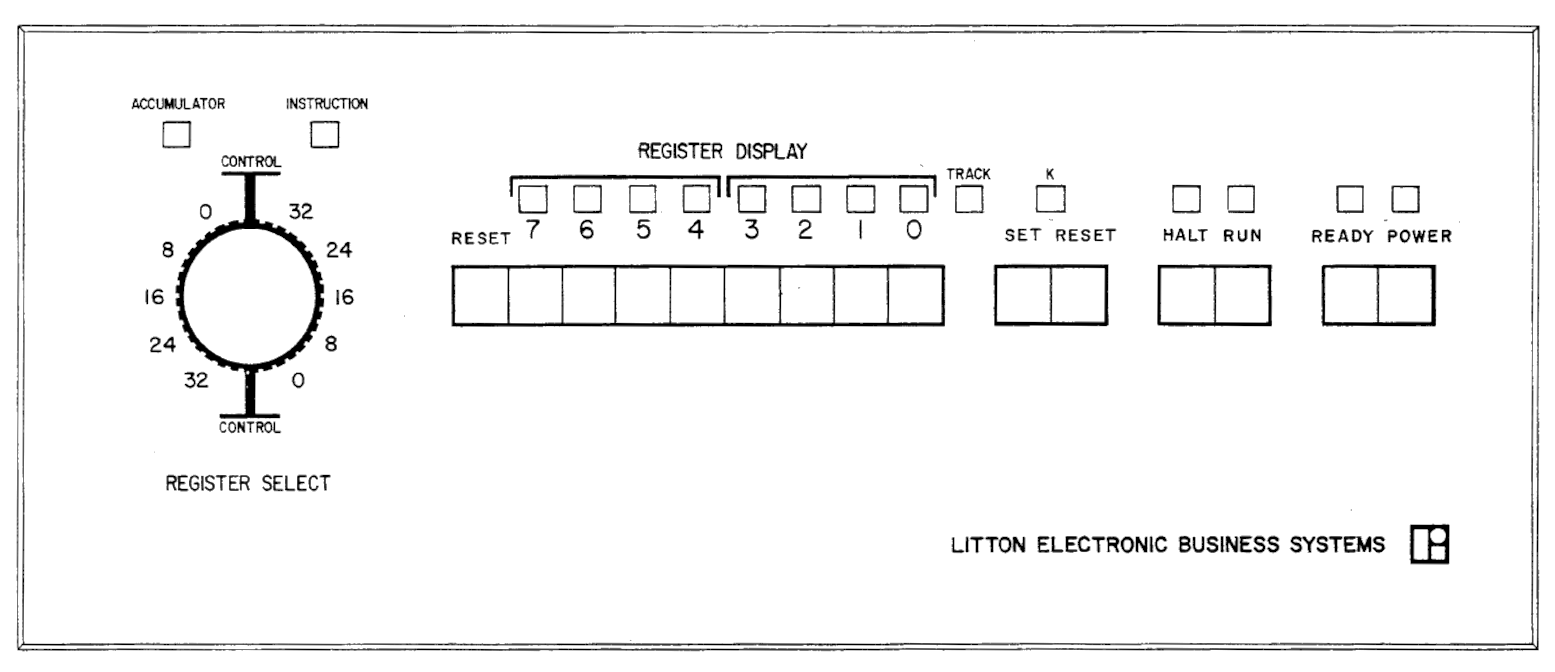 ACCUMULATOR INSTRUCTION
CONTROL
0 32
8 24
16 16
24 8
32 0
CONTROL
REGISTER SELECT
REGISTER DISPLAY
TRACK K
RESET 7 6 5 4 3 2 1 0
SET RESET
HALT RUN
READY POWER
LITTON ELECTRONIC BUSINESS SYSTEMS